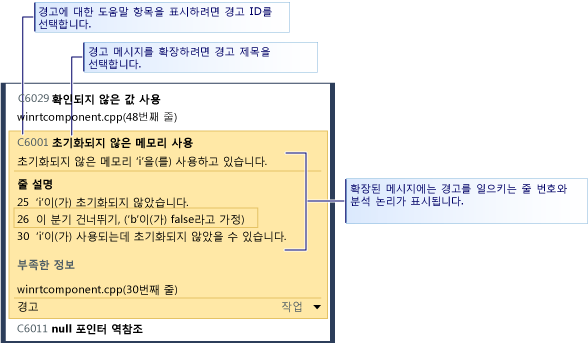 경고에 대한 도움말 항목을 표시하려면 경고 ID를
선택합니다.
경고 메시지를 확장하려면 경고 제목을
선택합니다.
C6029 확인되지 않은 값 사용
winrtcomponent.cpp(48번째 줄)
C6001 초기화되지 않은 메모리 사용
초기화되지 않은 메모리 'i'을(를) 사용하고 있습니다.
줄 설명
25 'i'이(가) 초기화되지 않았습니다.
26 이 분기 건너뛰기, ('b'이(가) false라고 가정)
30 'i'이(가) 사용되는데 초기화되지 않았을 수 있습니다.
부족한 정보
winrtcomponent.cpp(30번째 줄)
경고 작업
C6011 null 포인터 역참조
확장된 메시지에는 경고를 일으키는 줄 번호와
분석 논리가 표시됩니다.